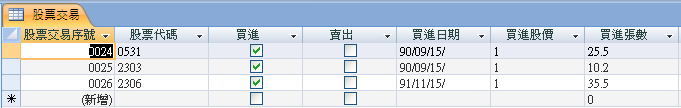 股票交易
股票交易序號 股票代碼 買進 賣出 買進日期 買進股價 買進張數
0024 0531 90/09/15/ 1 25.5
0025 2303 90/09/15/ 1 10.2
0026 2306 91/11/15/ 1 35.5
(新增) 0